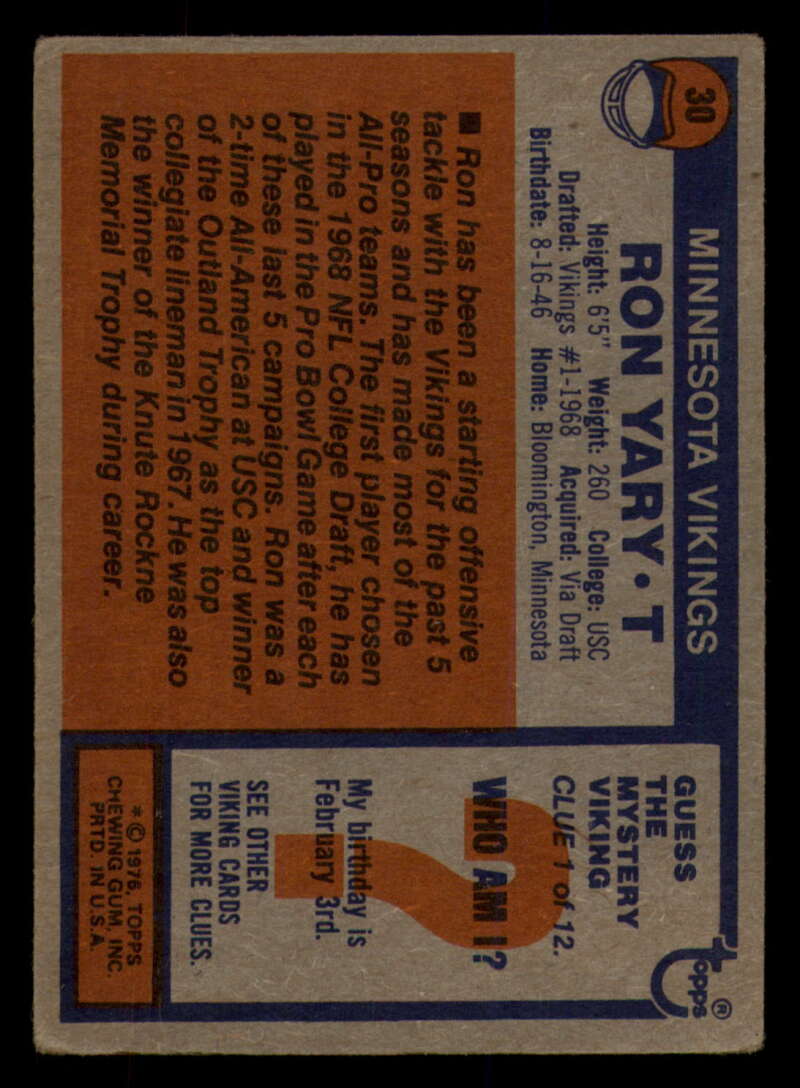 30
MINNESOTA VIKINGS
RON YARY • T
Height: 6'5" Weight: 260 College: USC
Drafted: Vikings #1-1968 Acquired: Via Draft
Birthdate: 8-16-46 Home: Bloomington, Minnesota
■ Ron has been a starting offensive
tackle with the Vikings for the past 5
seasons and has made most of the
All-Pro teams. The first player chosen
in the 1968 NFL College Draft, he has
played in the Pro Bowl Game after each
of these last 5 campaigns. Ron was a
2-time All-American at USC and winner
of the Outland Trophy as the top
collegiate lineman in 1967. He was also
the winner of the Knute Rockne
Memorial Trophy during career.
topps®
GUESS
THE
MYSTERY
VIKING
CLUE 1 of 12.
?
WHO AM I?
My birthday is
February 3rd.
SEE OTHER
VIKING CARDS
FOR MORE CLUES.
* © 1976, TOPPS
CHEWING GUM, INC.
PRTD. IN U.S.A.